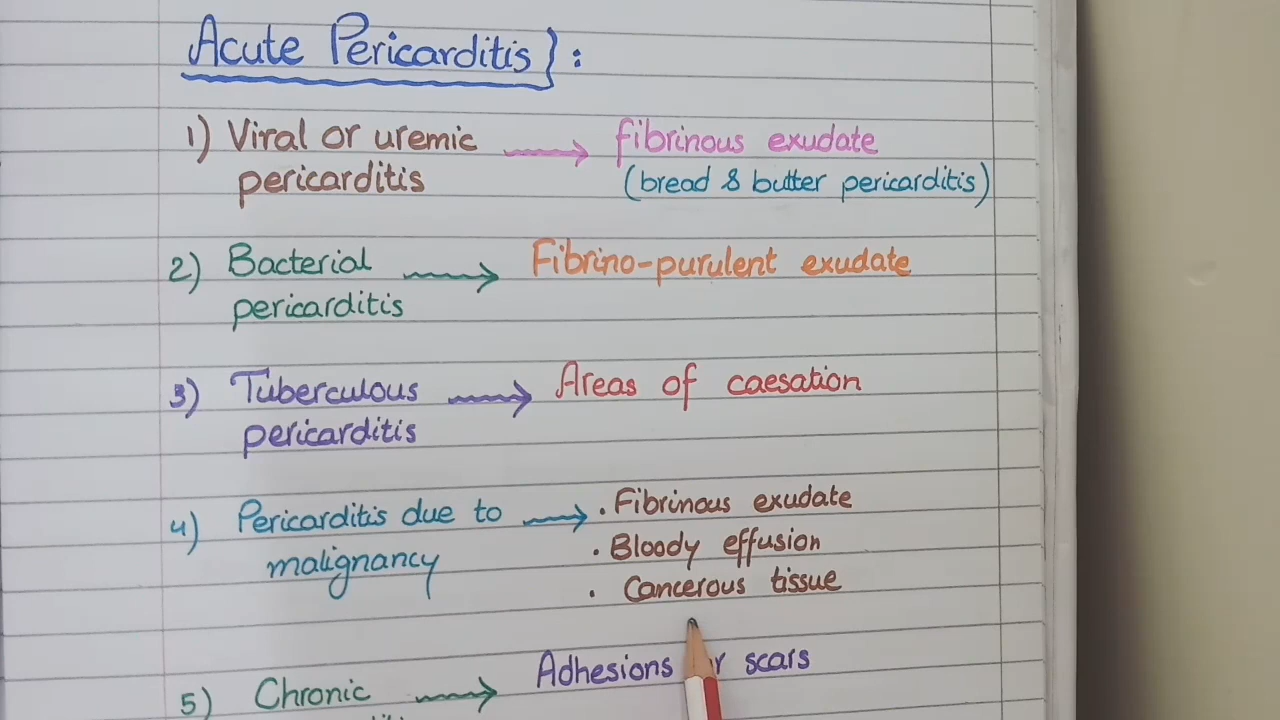 Acute Pericarditis} :
1) Viral or uremic → fibrinous exudate
pericarditis (bread & butter pericarditis)
2) Bacterial → Fibrino-purulent exudate
pericarditis
3) Tuberculous → Areas of caesation
pericarditis
4) Pericarditis due to → . Fibrinous exudate
malignancy . Bloody effusion
. Cancerous tissue
5) Chronic → Adhesions scars